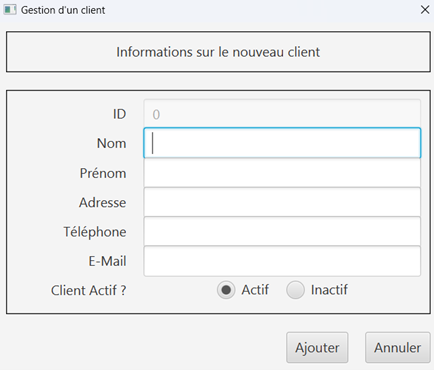 Gestion d'un client
Informations sur le nouveau client
ID 0
Nom
Prénom
Adresse
Téléphone
E-Mail
Client Actif ? Actif Inactif
Ajouter Annuler